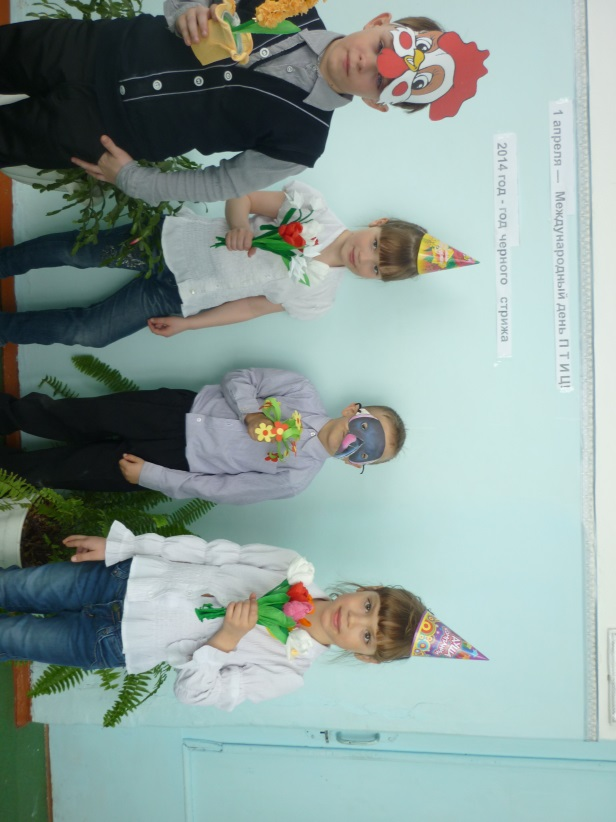 1 апреля — Международный день П Т И Ц!
2014 год - год черного стрижа